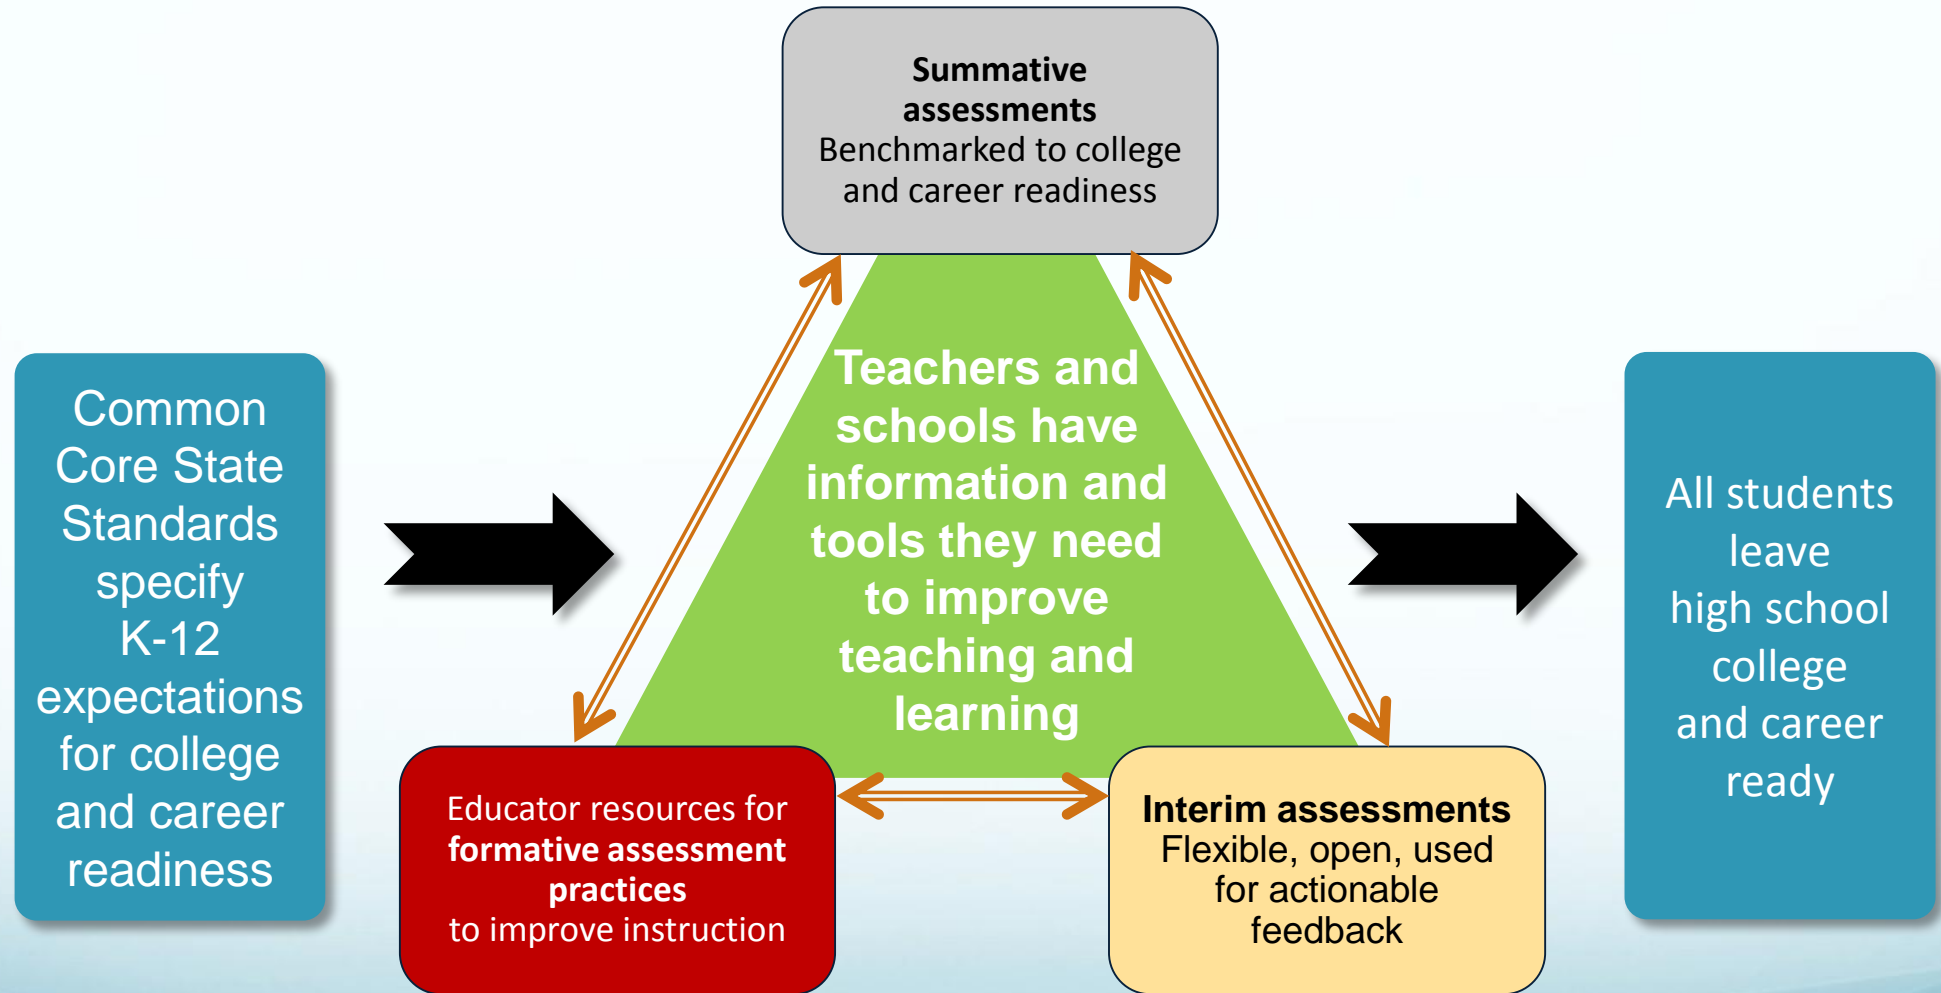 Summative
assessments
Benchmarked to college
and career readiness
Common
Core State
Standards
specify
K-12
expectations
for college
and career
readiness
Teachers and
schools have
information and
tools they need
to improve
teaching and
learning
All students
leave
high school
college
and career
ready
Educator resources for
formative assessment
practices
to improve instruction
Interim assessments
Flexible, open, used
for actionable
feedback